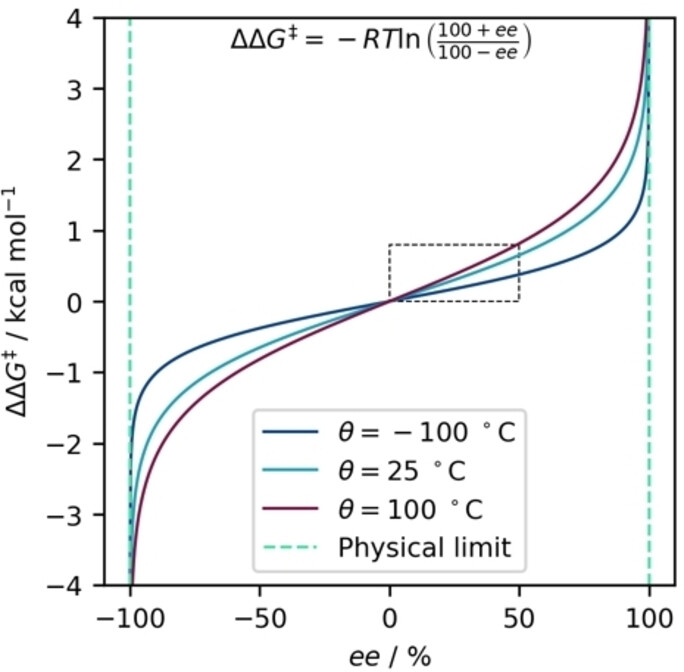 ΔΔG‡ = −RTln(100 + ee / 100 − ee)
4
3
2
1
0
−1
−2
−3
−4
ΔΔG‡ / kcal mol⁻¹
θ = −100 °C
θ = 25 °C
θ = 100 °C
Physical limit
−100 −50 0 50 100
ee / %